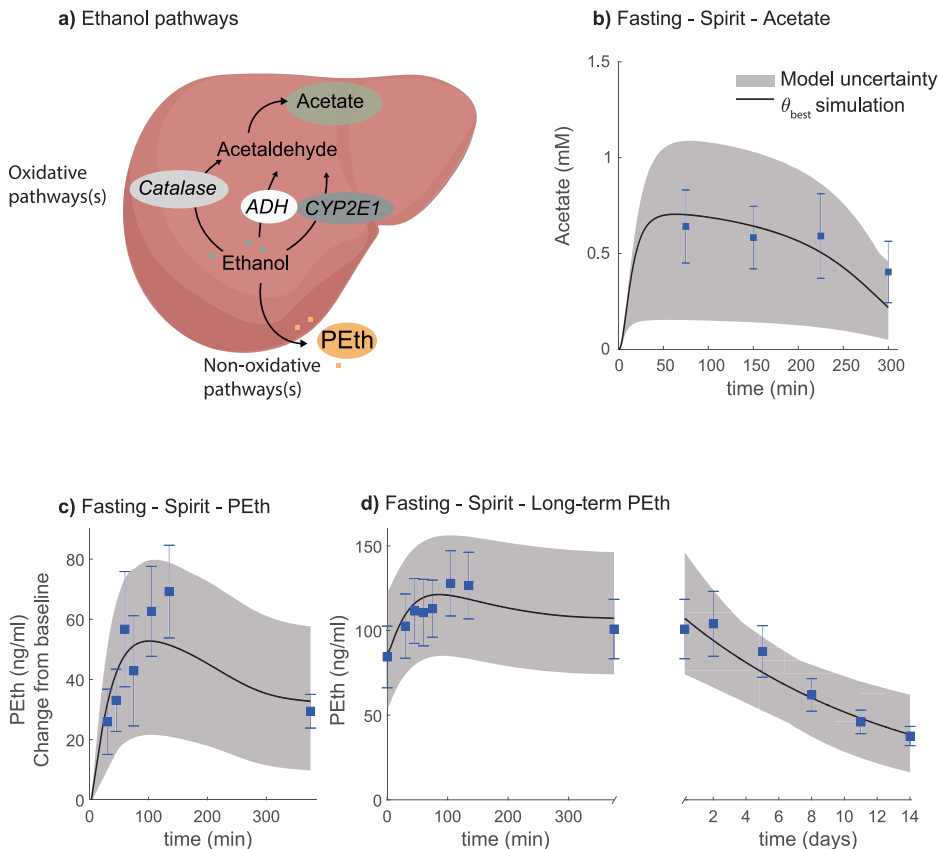 a) Ethanol pathways
Acetate
Acetaldehyde
Oxidative
pathways(s)
Catalase
ADH
CYP2E1
Ethanol
PEth
Non-oxidative
pathways(s)
b) Fasting - Spirit - Acetate
1.5
1
0.5
0
Acetate (mM)
Model uncertainty
θbest simulation
0 50 100 150 200 250 300
time (min)
c) Fasting - Spirit - PEth
80
60
40
20
0
PEth (ng/ml)
Change from baseline
0 100 200 300
time (min)
d) Fasting - Spirit - Long-term PEth
150
100
50
0
PEth (ng/ml)
0 100 200 300
time (min)
2 4 6 8 10 12 14
time (days)